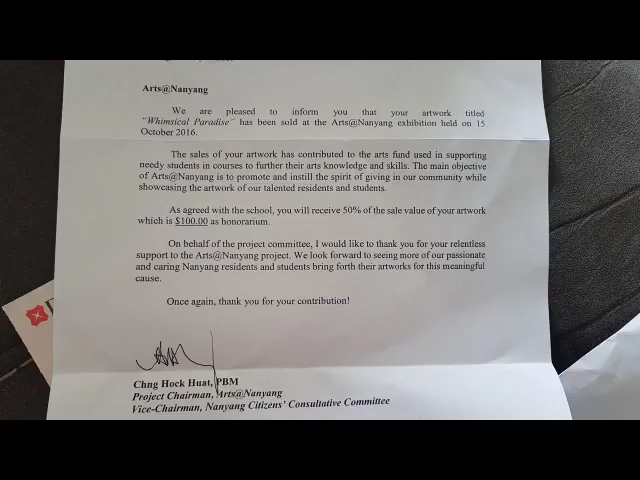 Arts@Nanyang
We are pleased to inform you that your artwork titled
"Whimsical Paradise" has been sold at the Arts@Nanyang exhibition held on 15
October 2016.
The sales of your artwork has contributed to the arts fund used in supporting
needy students in courses to further their arts knowledge and skills. The main objective
of Arts@Nanyang is to promote and instill the spirit of giving in our community while
showcasing the artwork of our talented residents and students.
As agreed with the school, you will receive 50% of the sale value of your artwork
which is $100.00 as honorarium.
On behalf of the project committee, I would like to thank you for your relentless
support to the Arts@Nanyang project. We look forward to seeing more of our passionate
and caring Nanyang residents and students bring forth their artworks for this meaningful
cause.
Once again, thank you for your contribution!
Chng Hock Huat, PBM
Project Chairman, Arts@Nanyang
Vice-Chairman, Nanyang Citizens' Consultative Committee